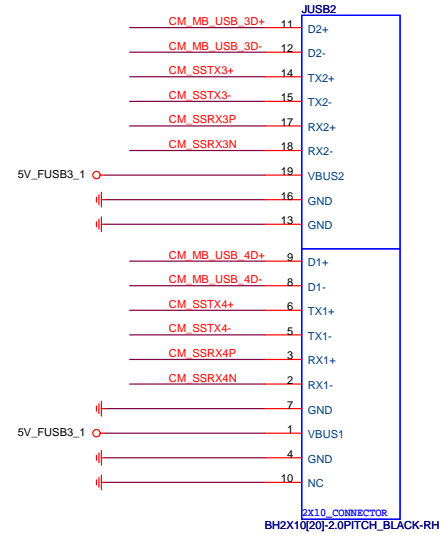 JUSB2
CM_MB_USB_3D+ 11 D2+
CM_MB_USB_3D- 12 D2-
CM_SSTX3+ 14 TX2+
CM_SSTX3- 15 TX2-
CM_SSRX3P 17 RX2+
CM_SSRX3N 18 RX2-
5V_FUSB3_1 19 VBUS2
16 GND
13 GND
CM_MB_USB_4D+ 9 D1+
CM_MB_USB_4D- 8 D1-
CM_SSTX4+ 6 TX1+
CM_SSTX4- 5 TX1-
CM_SSRX4P 3 RX1+
CM_SSRX4N 2 RX1-
7 GND
5V_FUSB3_1 1 VBUS1
4 GND
10 NC
2X10_CONNECTOR
BH2X10[20]-2.0PITCH_BLACK-RH